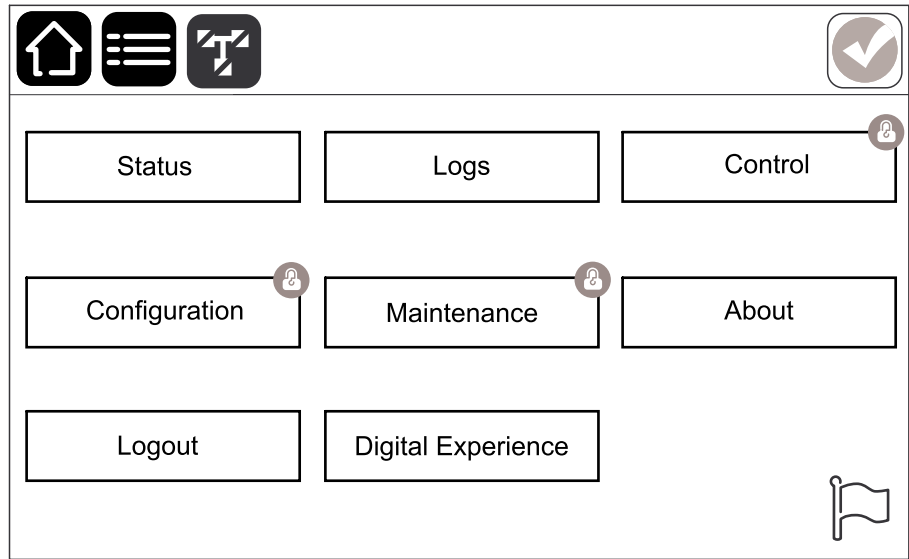 Status
Logs
Control
Configuration
Maintenance
About
Logout
Digital Experience